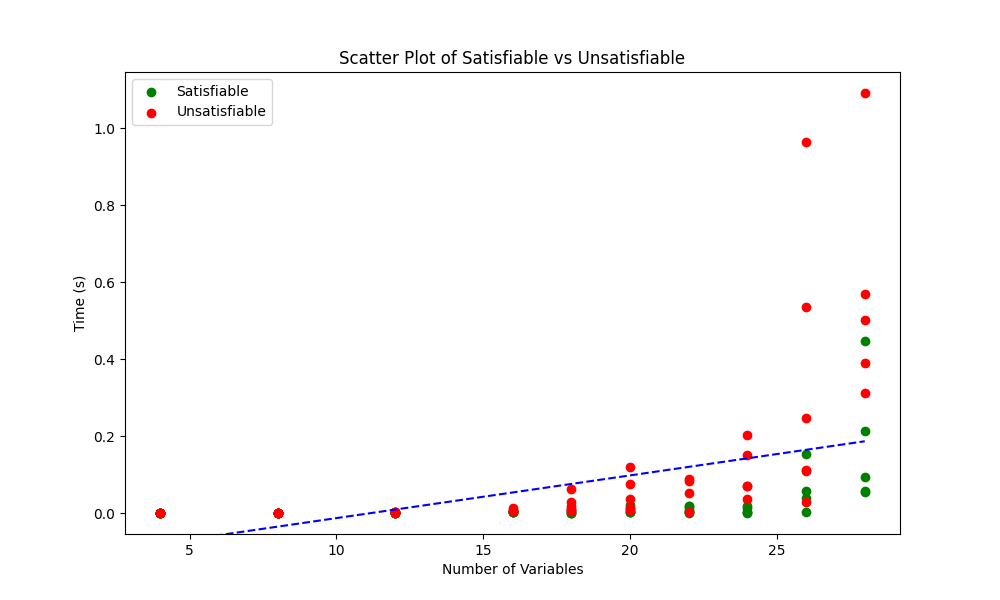 Scatter Plot of Satisfiable vs Unsatisfiable
Satisfiable
Unsatisfiable
1.0
0.8
0.6
0.4
0.2
0.0
Time (s)
5
10
15
20
25
Number of Variables